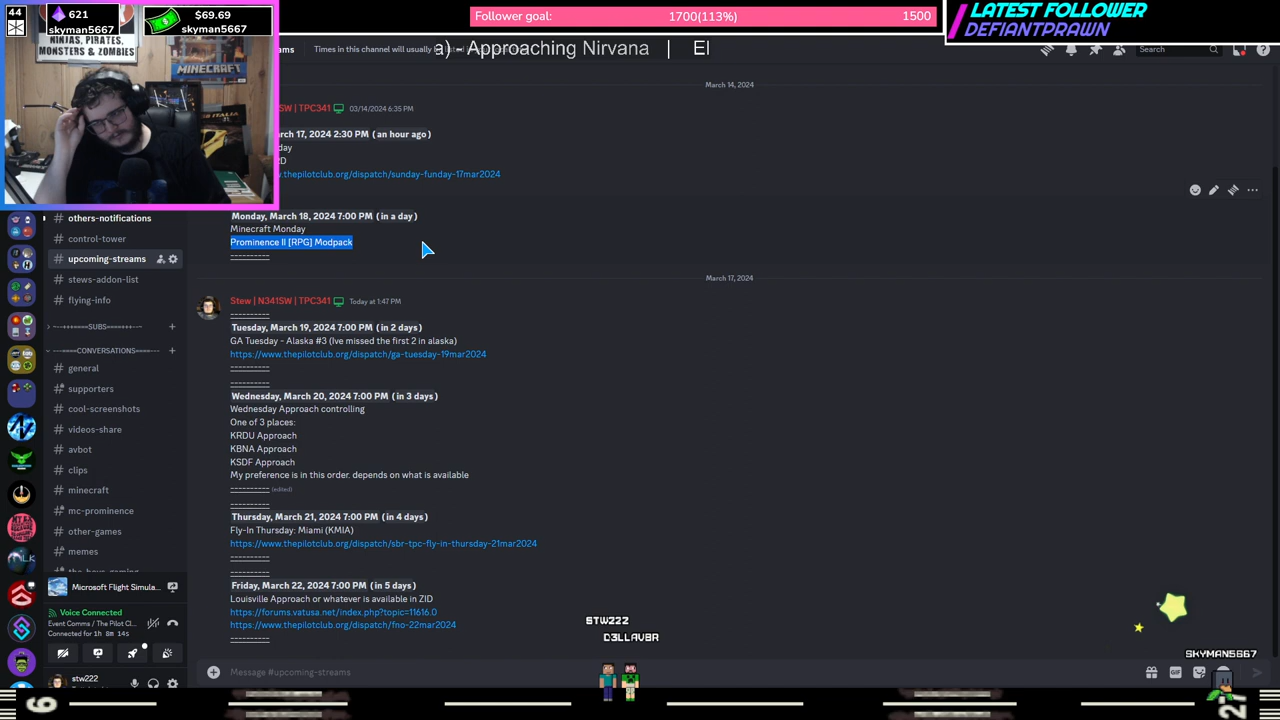 44
621
skyman5667
$69.69
skyman5667
Follower goal:
1700(113%)
1500
LATEST FOLLOWER
DEFIANTPRAWN
NINJAS, PIRATES,
MONSTERS & ZOMBIES
MINECRAFT
Times in this channel will usually
a) - Approaching Nirvana | El
Search
March 14, 2024
SW | TPC341 03/14/2024 6:35 PM
rch 17, 2024 2:30 PM (an hour ago)
day
D
w.thepilotclub.org/dispatch/sunday-funday-17mar2024
Monday, March 18, 2024 7:00 PM (in a day)
Minecraft Monday
Prominence II [RPG] Modpack
----------
March 17, 2024
Stew | N341SW | TPC341 Today at 1:47 PM
----------
Tuesday, March 19, 2024 7:00 PM (in 2 days)
GA Tuesday - Alaska #3 (Ive missed the first 2 in alaska)
https://www.thepilotclub.org/dispatch/ga-tuesday-19mar2024
----------
----------
Wednesday, March 20, 2024 7:00 PM (in 3 days)
Wednesday Approach controlling
One of 3 places:
KRDU Approach
KBNA Approach
KSDF Approach
My preference is in this order. depends on what is available
---------- (edited)
----------
Thursday, March 21, 2024 7:00 PM (in 4 days)
Fly-In Thursday: Miami (KMIA)
https://www.thepilotclub.org/dispatch/sbr-tpc-fly-in-thursday-21mar2024
----------
----------
Friday, March 22, 2024 7:00 PM (in 5 days)
Louisville Approach or whatever is available in ZID
https://forums.vatusa.net/index.php?topic=11616.0
https://www.thepilotclub.org/dispatch/fno-22mar2024
----------
Message #upcoming-streams
others-notifications
control-tower
upcoming-streams
stews-addon-list
flying-info
--+++====SUBS====++--
---====CONVERSATIONS====---
general
supporters
cool-screenshots
videos-share
avbot
clips
minecraft
mc-prominence
other-games
memes
the-boys-gaming
Microsoft Flight Simula...
Voice Connected
Event Comms / The Pilot Cl...
Connected for 1h 8m 14s
stw222
STW222
D3LLAV8R
SKYMAN5667
GIF
6
27